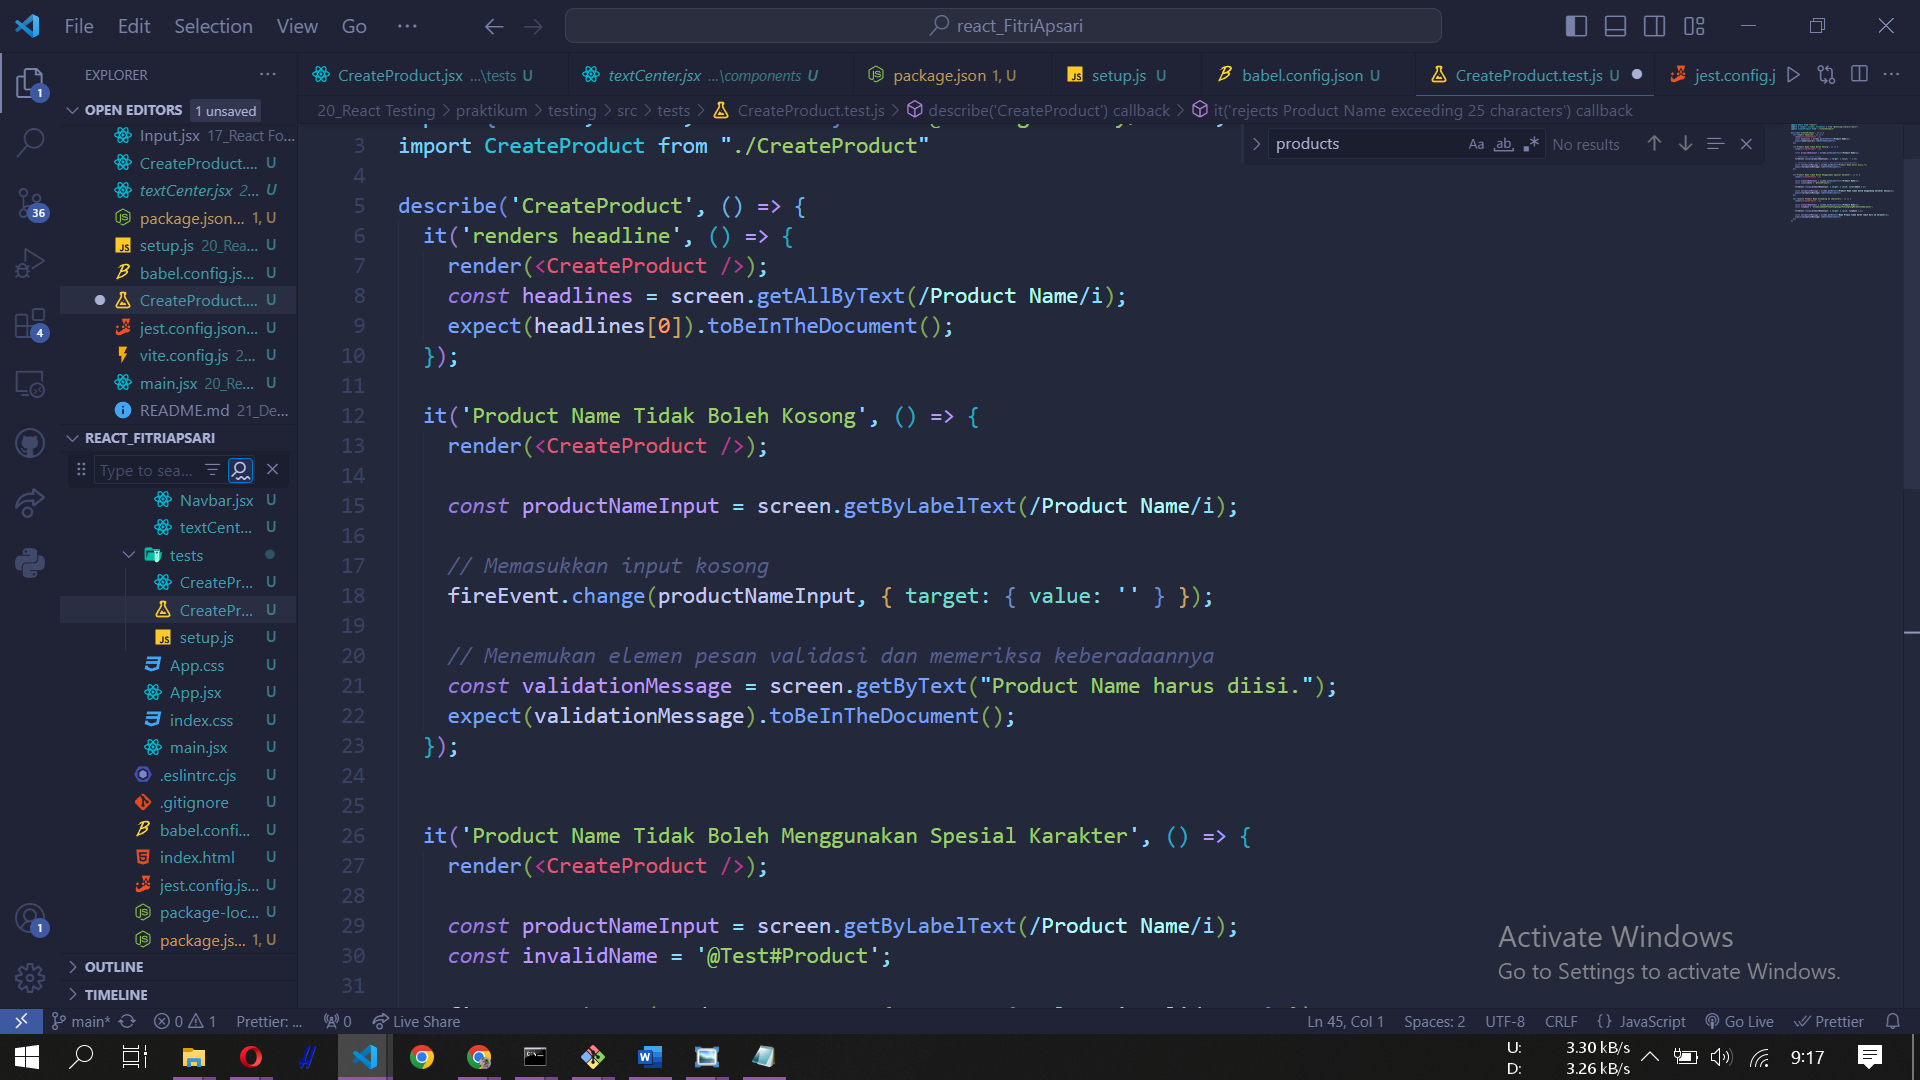 File Edit Selection View Go ··· react_FitriApsari
EXPLORER ···
OPEN EDITORS 1 unsaved
Input.jsx 17_React Fo...
CreateProduct.... U
textCenter.jsx 2... U
package.json... 1, U
setup.js 20_Rea... U
babel.config.js... U
CreateProduct.... U
jest.config.json... U
vite.config.js 2... U
main.jsx 20_Re... U
README.md 21_De...
REACT_FITRIAPSARI
Type to sea...
Navbar.jsx U
textCent... U
tests
CreatePr... U
CreatePr... U
setup.js U
App.css U
App.jsx U
index.css U
main.jsx U
.eslintrc.cjs U
.gitignore U
babel.confi... U
index.html U
jest.config.js... U
package-loc... U
package.js... 1, U
OUTLINE
TIMELINE
CreateProduct.jsx ...\tests U textCenter.jsx ...\components U package.json 1, U setup.js U babel.config.json U CreateProduct.test.js U jest.config.j
20_React Testing > praktikum > testing > src > tests > CreateProduct.test.js > describe('CreateProduct') callback > it('rejects Product Name exceeding 25 characters') callback
products Aa ab .* No results
3 import CreateProduct from "./CreateProduct"
4
5 describe('CreateProduct', () => {
6 it('renders headline', () => {
7 render(<CreateProduct />);
8 const headlines = screen.getAllByText(/Product Name/i);
9 expect(headlines[0]).toBeInTheDocument();
10 });
11
12 it('Product Name Tidak Boleh Kosong', () => {
13 render(<CreateProduct />);
14
15 const productNameInput = screen.getByLabelText(/Product Name/i);
16
17 // Memasukkan input kosong
18 fireEvent.change(productNameInput, { target: { value: '' } });
19
20 // Menemukan elemen pesan validasi dan memeriksa keberadaannya
21 const validationMessage = screen.getByText("Product Name harus diisi.");
22 expect(validationMessage).toBeInTheDocument();
23 });
24
25
26 it('Product Name Tidak Boleh Menggunakan Spesial Karakter', () => {
27 render(<CreateProduct />);
28
29 const productNameInput = screen.getByLabelText(/Product Name/i);
30 const invalidName = '@Test#Product';
31
Activate Windows
Go to Settings to activate Windows.
1
36
4
1
main* 0 1 Prettier: ... 0 Live Share Ln 45, Col 1 Spaces: 2 UTF-8 CRLF {} JavaScript Go Live Prettier
U: 3.30 kB/s
D: 3.26 kB/s
9:17